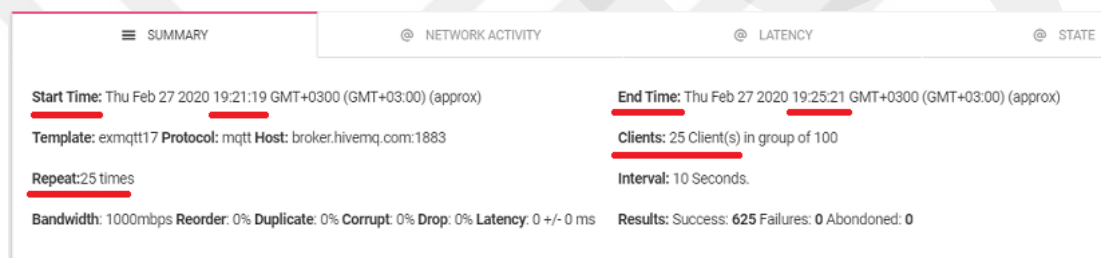 SUMMARY
@ NETWORK ACTIVITY
@ LATENCY
@ STATE
Start Time: Thu Feb 27 2020 19:21:19 GMT+0300 (GMT+03:00) (approx)
End Time: Thu Feb 27 2020 19:25:21 GMT+0300 (GMT+03:00) (approx)
Template: exmqtt17 Protocol: mqtt Host: broker.hivemq.com:1883
Clients: 25 Client(s) in group of 100
Repeat:25 times
Interval: 10 Seconds.
Bandwidth: 1000mbps Reorder: 0% Duplicate: 0% Corrupt: 0% Drop: 0% Latency: 0 +/- 0 ms
Results: Success: 625 Failures: 0 Abondoned: 0